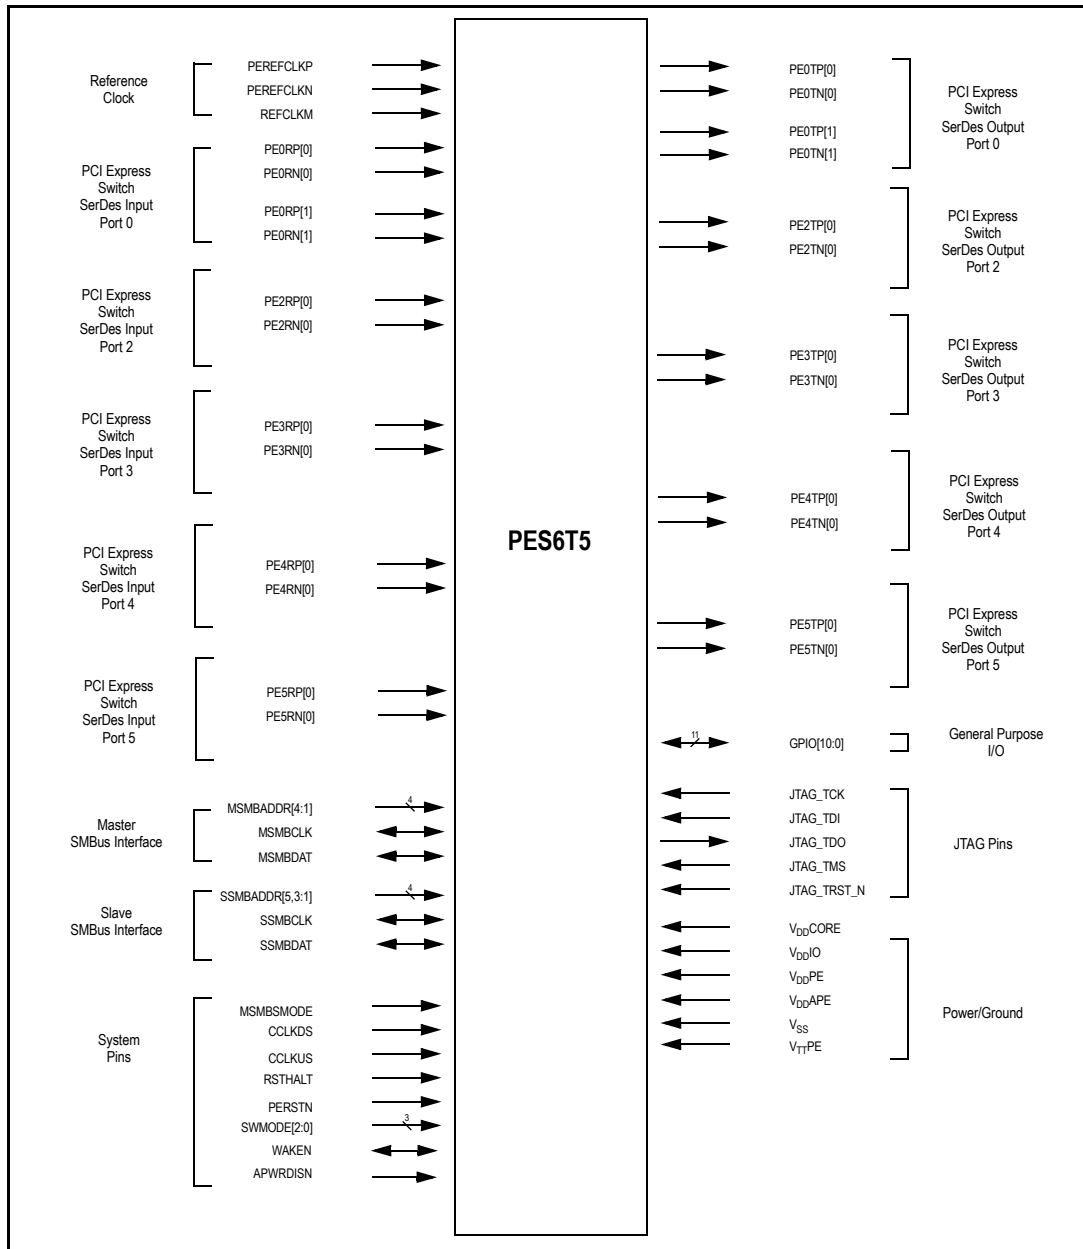 Reference
Clock
PEREFCLKP
PEREFCLKN
REFCLKM
PCI Express
Switch
SerDes Input
Port 0
PE0RP[0]
PE0RN[0]
PE0RP[1]
PE0RN[1]
PCI Express
Switch
SerDes Input
Port 2
PE2RP[0]
PE2RN[0]
PCI Express
Switch
SerDes Input
Port 3
PE3RP[0]
PE3RN[0]
PCI Express
Switch
SerDes Input
Port 4
PE4RP[0]
PE4RN[0]
PCI Express
Switch
SerDes Input
Port 5
PE5RP[0]
PE5RN[0]
Master
SMBus Interface
MSMBADDR[4:1]
4
MSMBCLK
MSMBDAT
Slave
SMBus Interface
SSMBADDR[5,3:1]
4
SSMBCLK
SSMBDAT
System
Pins
MSMBSMODE
CCLKDS
CCLKUS
RSTHALT
PERSTN
SWMODE[2:0]
3
WAKEN
APWRDISN
PES6T5
PE0TP[0]
PE0TN[0]
PE0TP[1]
PE0TN[1]
PCI Express
Switch
SerDes Output
Port 0
PE2TP[0]
PE2TN[0]
PCI Express
Switch
SerDes Output
Port 2
PE3TP[0]
PE3TN[0]
PCI Express
Switch
SerDes Output
Port 3
PE4TP[0]
PE4TN[0]
PCI Express
Switch
SerDes Output
Port 4
PE5TP[0]
PE5TN[0]
PCI Express
Switch
SerDes Output
Port 5
11
GPIO[10:0]
General Purpose
I/O
JTAG_TCK
JTAG_TDI
JTAG_TDO
JTAG_TMS
JTAG_TRST_N
JTAG Pins
VDDCORE
VDDIO
VDDPE
VDDAPE
VSS
VTTPE
Power/Ground